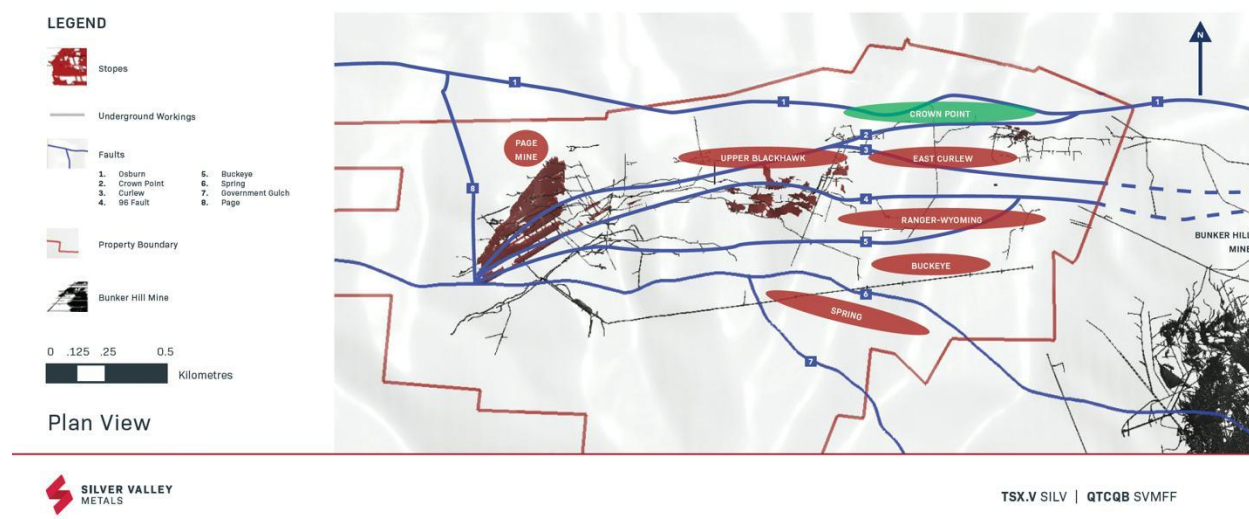 LEGEND
Stopes
Underground Workings
Faults
1. Osburn
2. Crown Point
3. Curlew
4. 96 Fault
5. Buckeye
6. Spring
7. Government Gulch
8. Page
Property Boundary
Bunker Hill Mine
0 .125 .25 0.5
Kilometres
Plan View
N
1
1
1
CROWN POINT
PAGE
MINE
2
UPPER BLACKHAWK
3
EAST CURLEW
8
4
RANGER-WYOMING
5
BUNKER HILL
MINE
BUCKEYE
6
SPRING
7
SILVER VALLEY
METALS
TSX.V SILV | QTCQB SVMFF